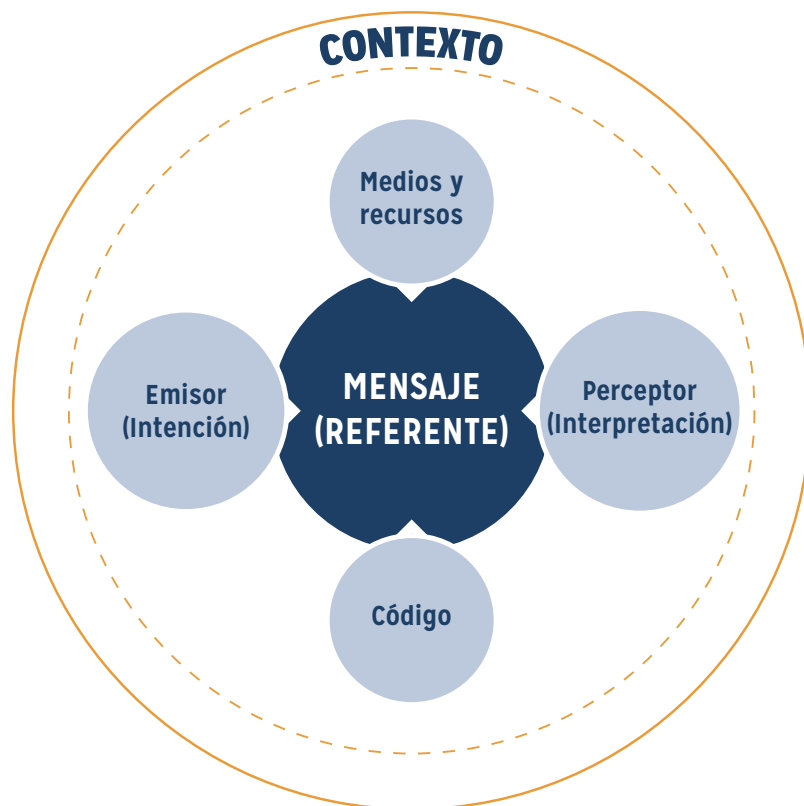 CONTEXTO
Medios y
recursos
Emisor
(Intención)
MENSAJE
(REFERENTE)
Perceptor
(Interpretación)
Código